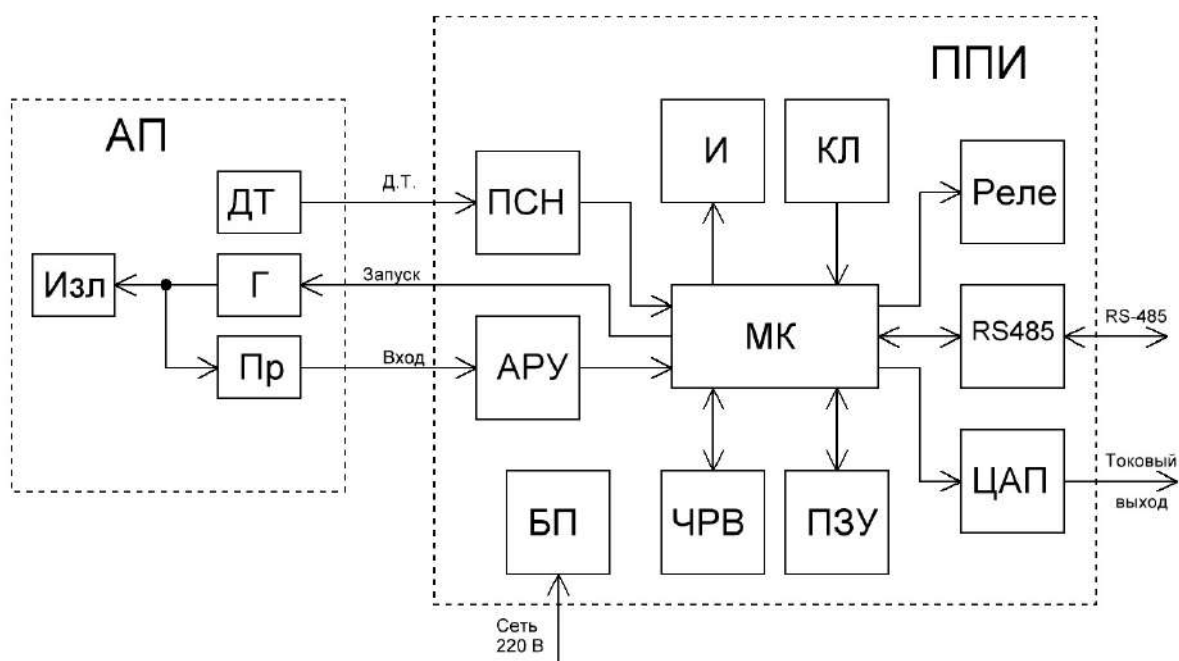 ППИ
АП
И
КЛ
Реле
ДТ
Д.Т.
ПСН
Изл
Г
Запуск
МК
RS485
RS-485
Пр
Вход
АРУ
БП
ЧРВ
ПЗУ
ЦАП
Токовый
выход
Сеть
220 В